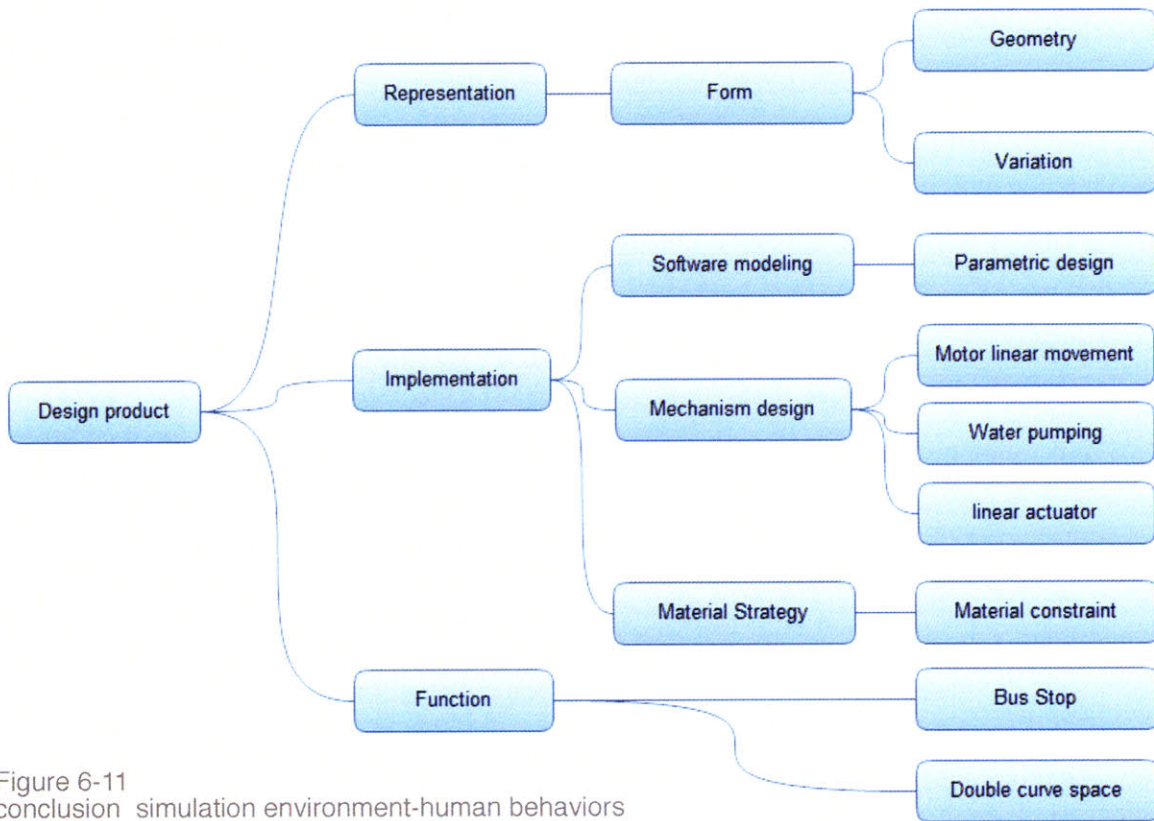 Geometry
Representation
Form
Variation
Software modeling
Parametric design
Motor linear movement
Implementation
Mechanism design
Design product
Water pumping
linear actuator
Material Strategy
Material constraint
Function
Bus Stop
Double curve space
Figure 6-11
conclusion simulation environment-human behaviors